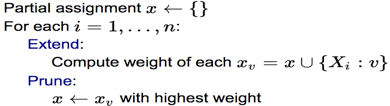 Partial assignment x ← {}
For each i = 1, . . . , n:
Extend:
Compute weight of each x_v = x ∪ {X_i : v}
Prune:
x ← x_v with highest weight